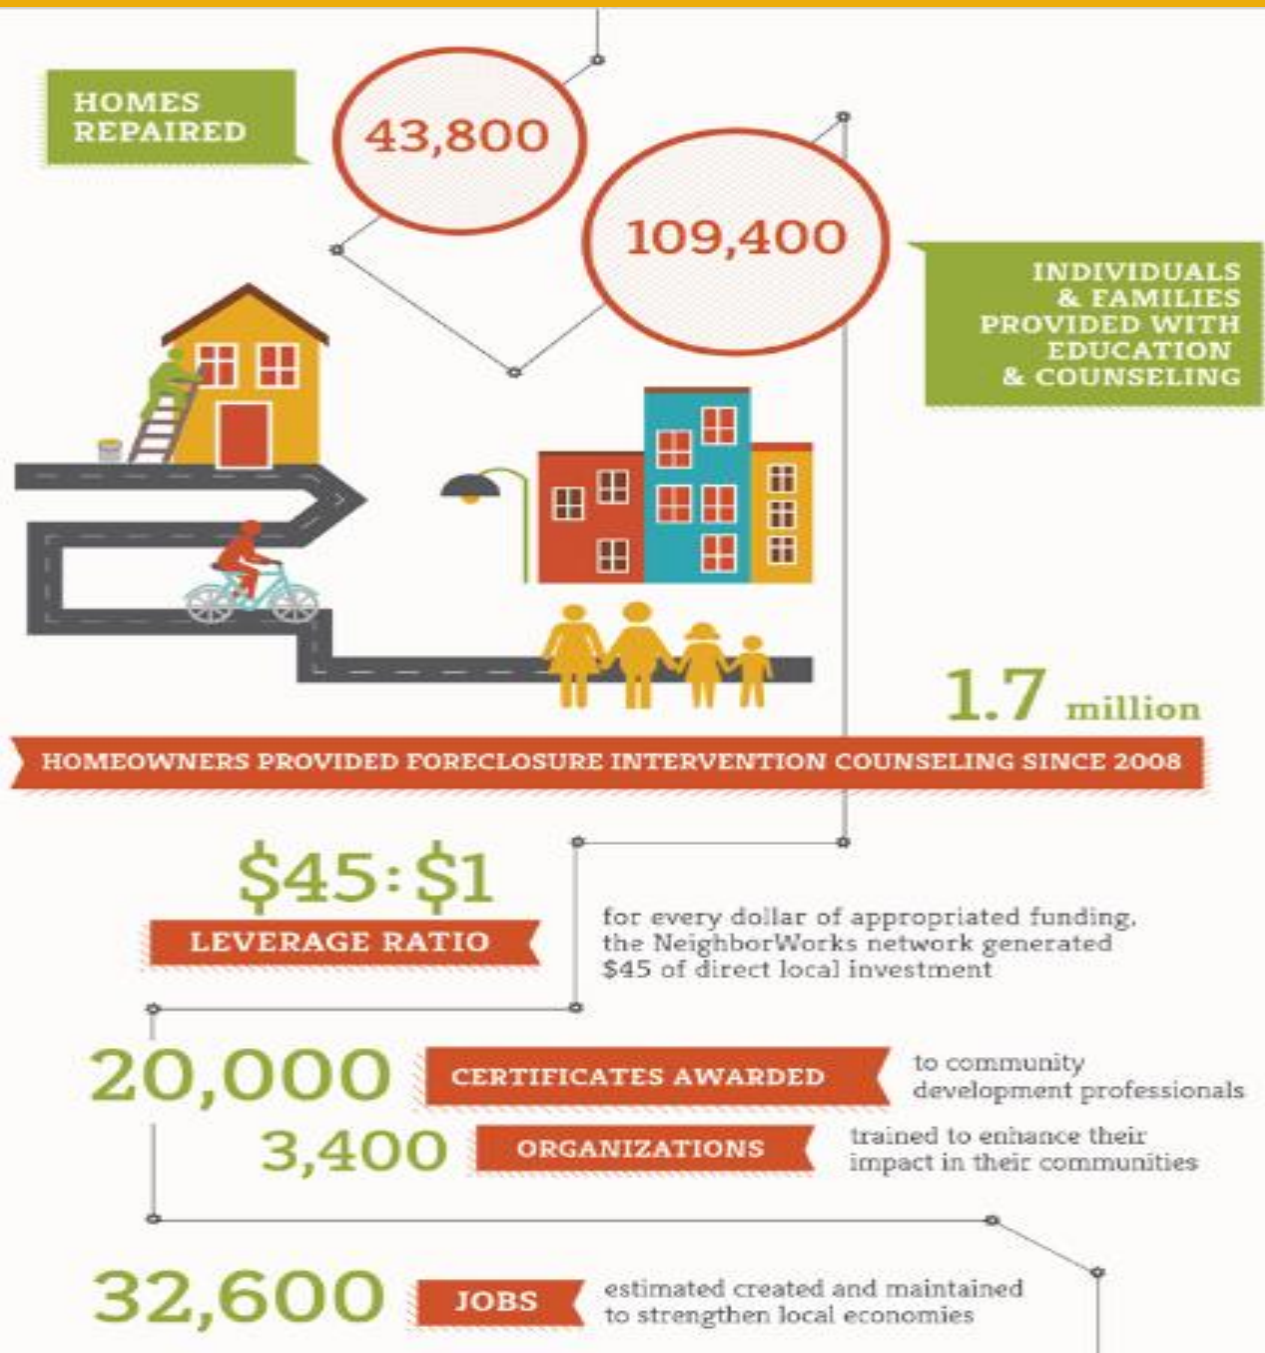 HOMES
REPAIRED
43,800
109,400
INDIVIDUALS
& FAMILIES
PROVIDED WITH
EDUCATION
& COUNSELING
1.7 million
HOMEOWNERS PROVIDED FORECLOSURE INTERVENTION COUNSELING SINCE 2008
$45:$1
LEVERAGE RATIO
for every dollar of appropriated funding,
the NeighborWorks network generated
$45 of direct local investment
20,000
CERTIFICATES AWARDED
to community
development professionals
3,400
ORGANIZATIONS
trained to enhance their
impact in their communities
32,600
JOBS
estimated created and maintained
to strengthen local economies